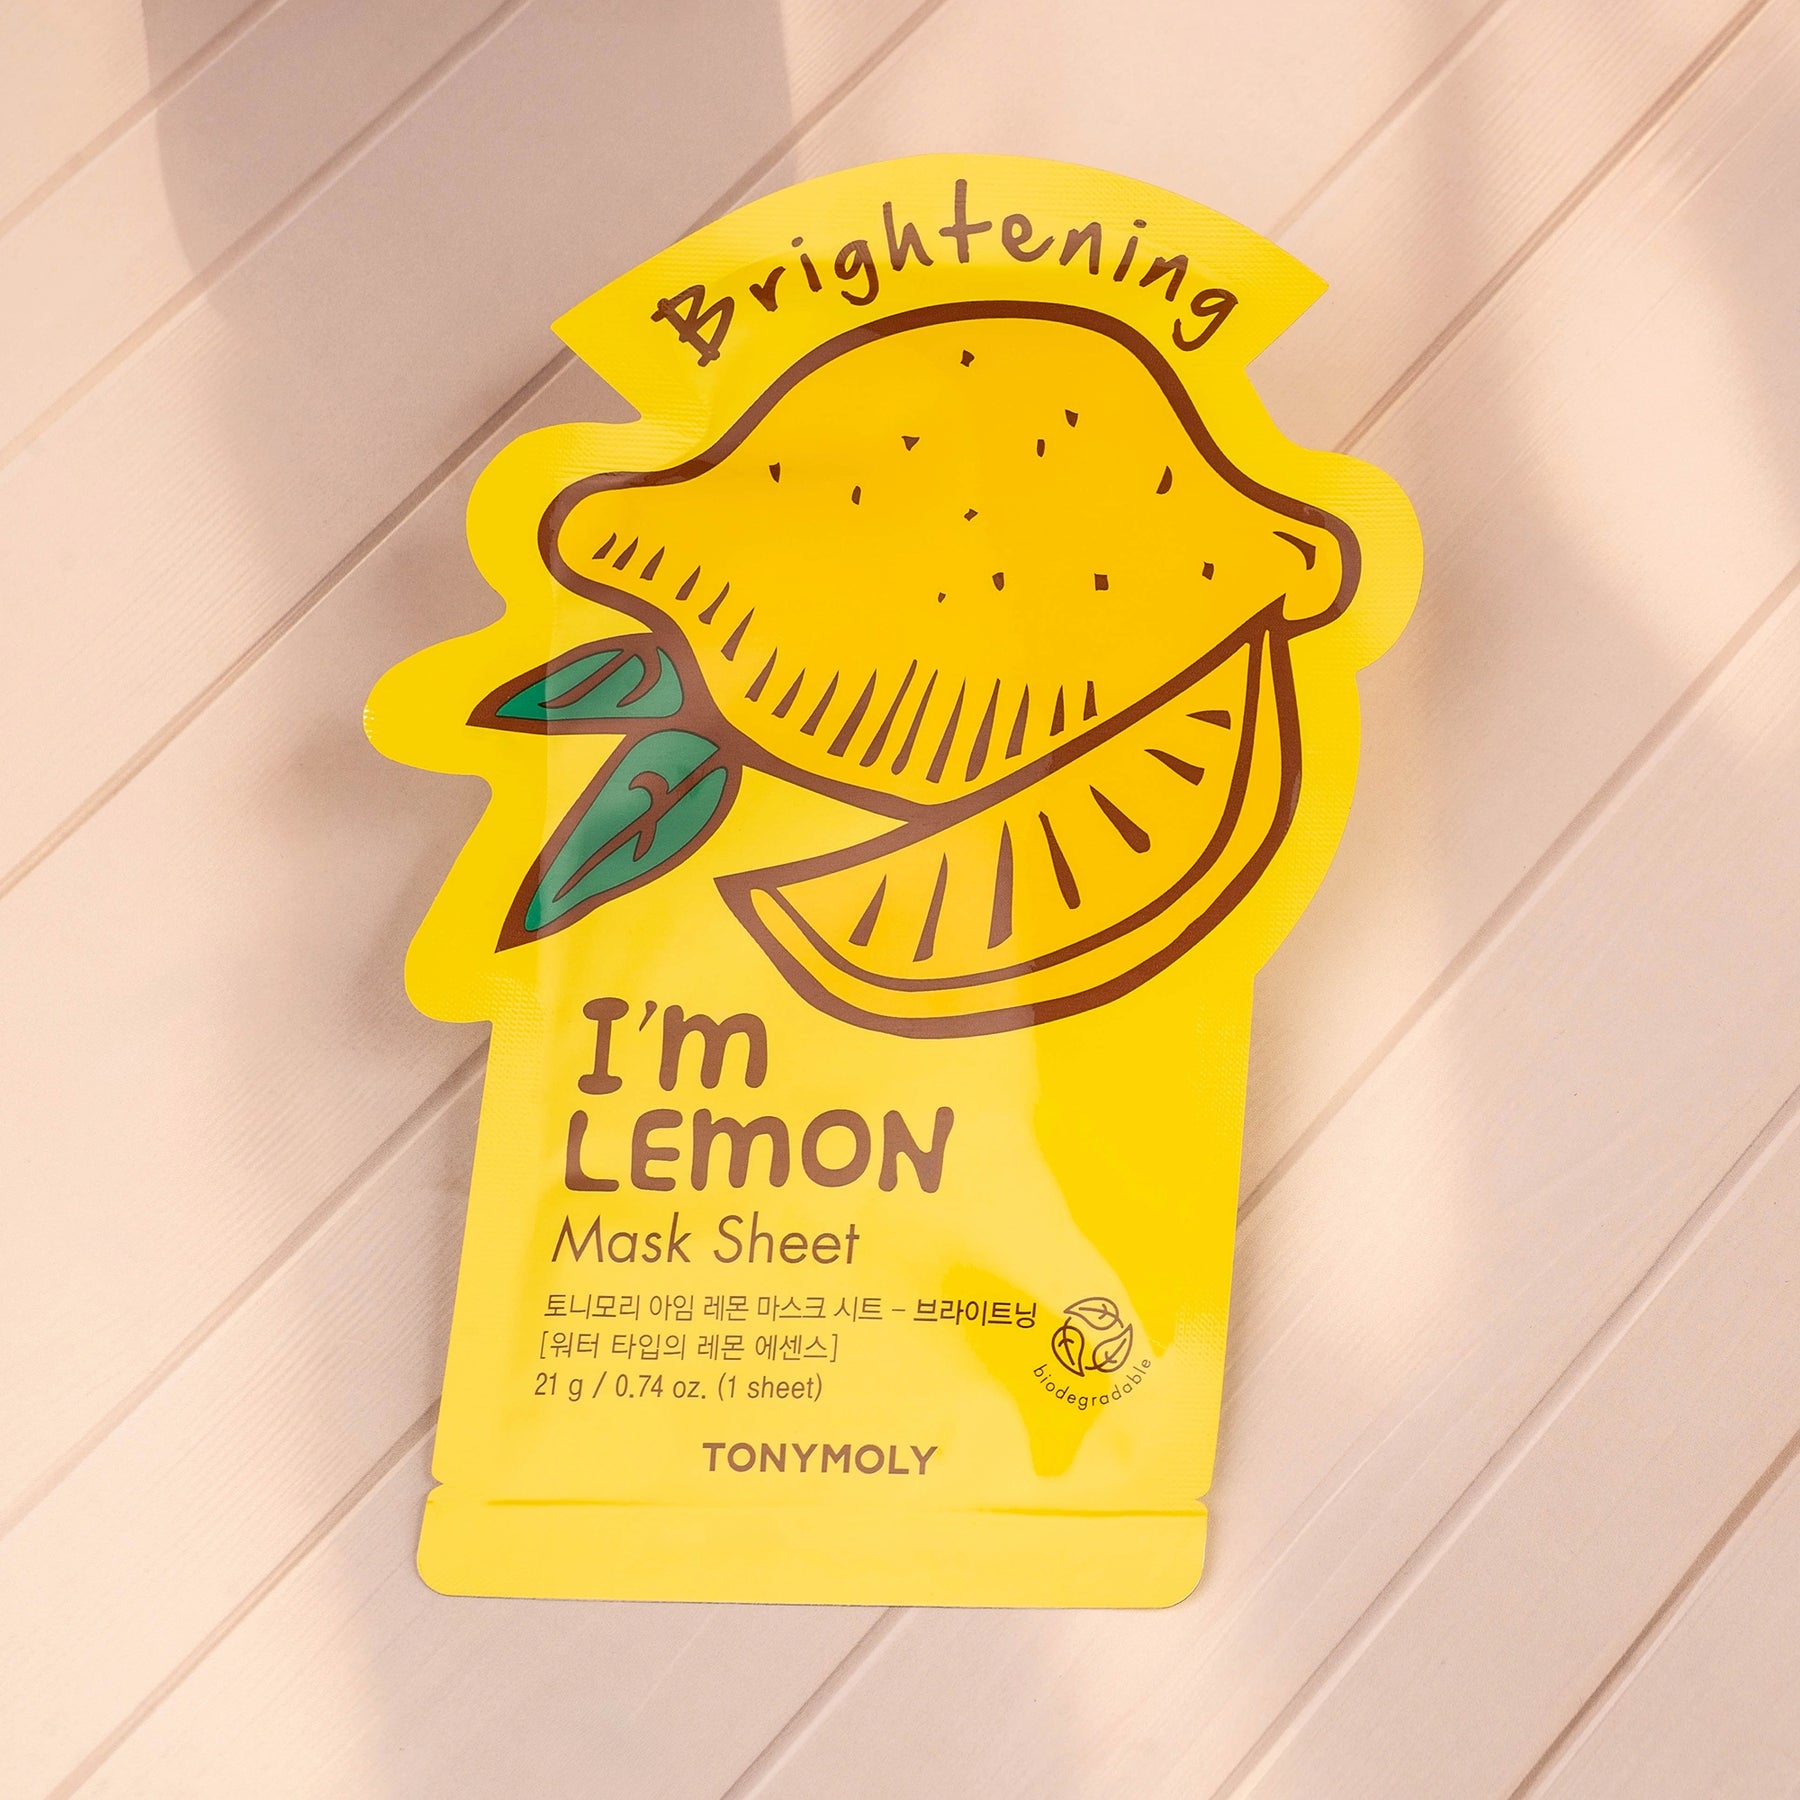 Brightening
I'm
LEMON
Mask Sheet
토니모리 아임 레몬 마스크 시트 – 브라이트닝
[워터 타입의 레몬 에센스]
21 g / 0.74 oz. (1 sheet)
biodegradable
TONYMOLY